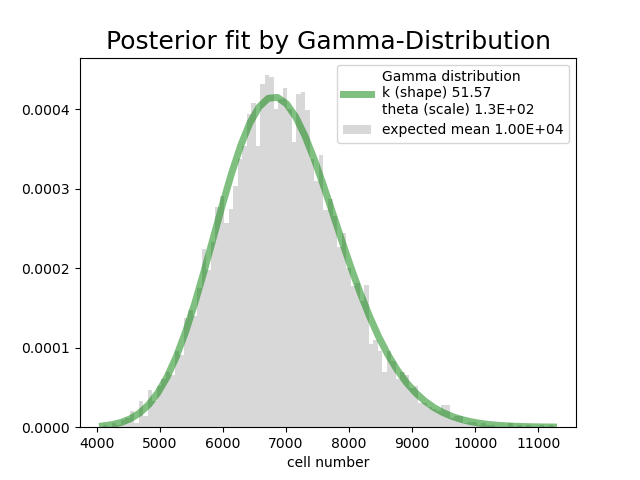 Posterior fit by Gamma-Distribution
Gamma distribution
k (shape) 51.57
theta (scale) 1.3E+02
expected mean 1.00E+04
0.0004
0.0003
0.0002
0.0001
0.0000
4000 5000 6000 7000 8000 9000 10000 11000
cell number